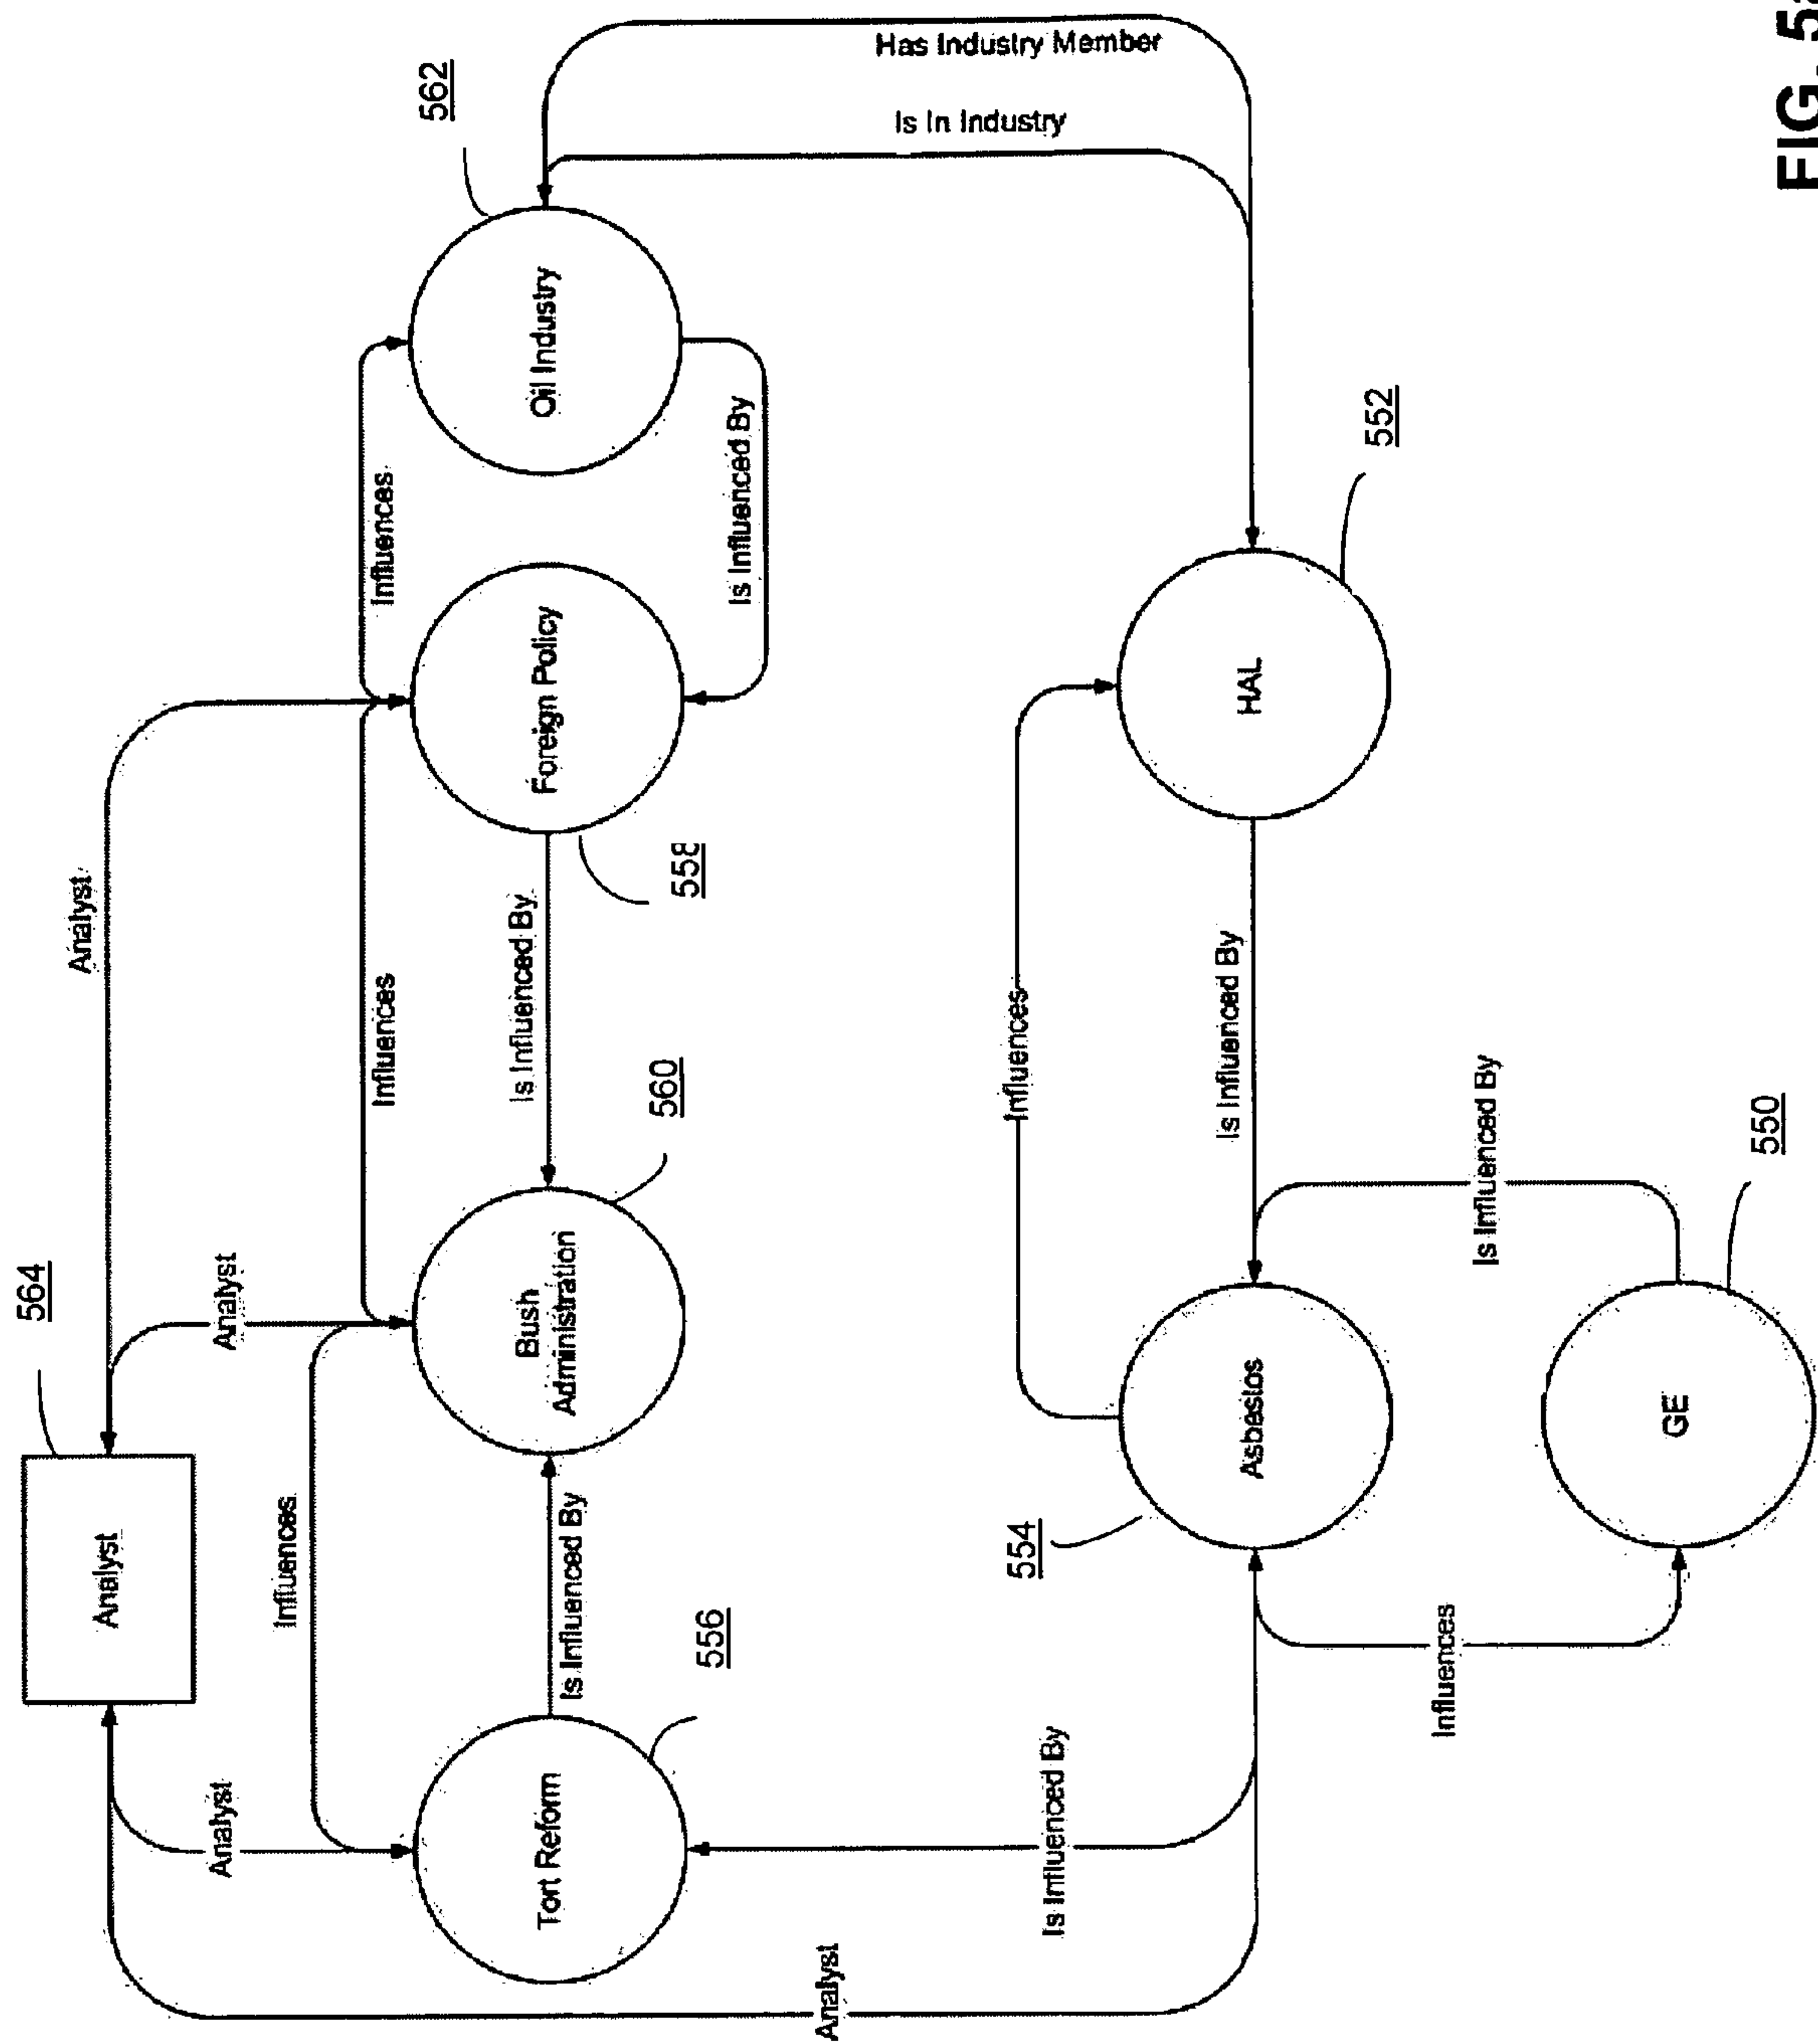 564
Analyst
Analyst
Analyst
Analyst
Influences
Influences
Influences
562
Is Influenced By
Bush
Administration
Tort Reform
Foreign Policy
Oil Industry
Is Influenced By
560
558
556
Is Influenced By
Analyst
Has Industry Member
Is In Industry
Influences
554
Is Influenced By
Is Influenced By
Asbestos
HAL
552
Influences
Is Influenced By
GE
550
FIG. 5